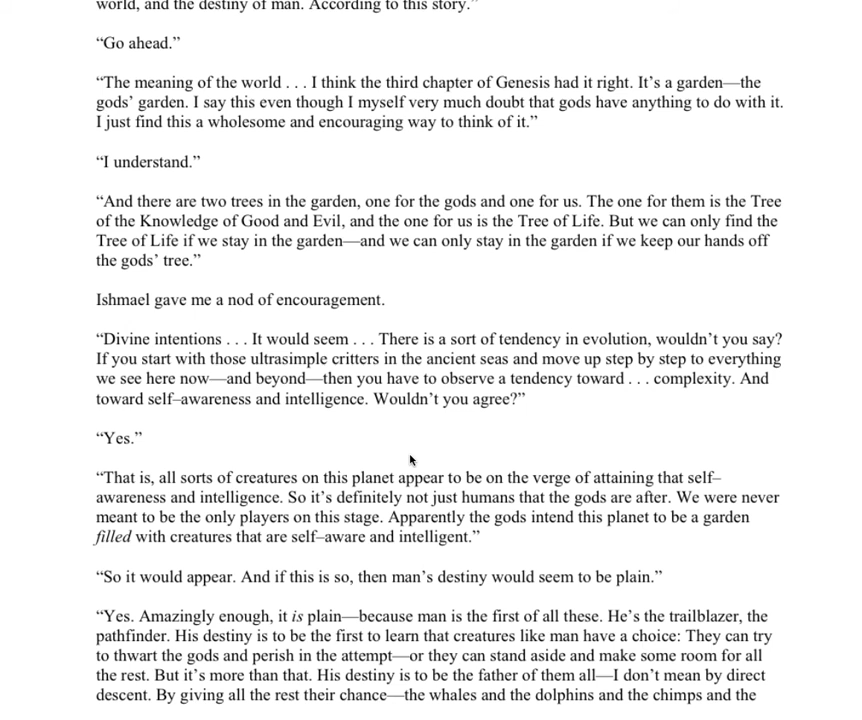 world, and the destiny of man. According to this story.”
“Go ahead.”
“The meaning of the world . . . I think the third chapter of Genesis had it right. It’s a garden—the
gods’ garden. I say this even though I myself very much doubt that gods have anything to do with it.
I just find this a wholesome and encouraging way to think of it.”
“I understand.”
“And there are two trees in the garden, one for the gods and one for us. The one for them is the Tree
of the Knowledge of Good and Evil, and the one for us is the Tree of Life. But we can only find the
Tree of Life if we stay in the garden—and we can only stay in the garden if we keep our hands off
the gods’ tree.”
Ishmael gave me a nod of encouragement.
“Divine intentions . . . It would seem . . . There is a sort of tendency in evolution, wouldn’t you say?
If you start with those ultrasimple critters in the ancient seas and move up step by step to everything
we see here now—and beyond—then you have to observe a tendency toward . . . complexity. And
toward self–awareness and intelligence. Wouldn’t you agree?”
“Yes.”
“That is, all sorts of creatures on this planet appear to be on the verge of attaining that self–
awareness and intelligence. So it’s definitely not just humans that the gods are after. We were never
meant to be the only players on this stage. Apparently the gods intend this planet to be a garden
filled with creatures that are self–aware and intelligent.”
“So it would appear. And if this is so, then man’s destiny would seem to be plain.”
“Yes. Amazingly enough, it is plain—because man is the first of all these. He’s the trailblazer, the
pathfinder. His destiny is to be the first to learn that creatures like man have a choice: They can try
to thwart the gods and perish in the attempt—or they can stand aside and make some room for all
the rest. But it’s more than that. His destiny is to be the father of them all—I don’t mean by direct
descent. By giving all the rest their chance—the whales and the dolphins and the chimps and the